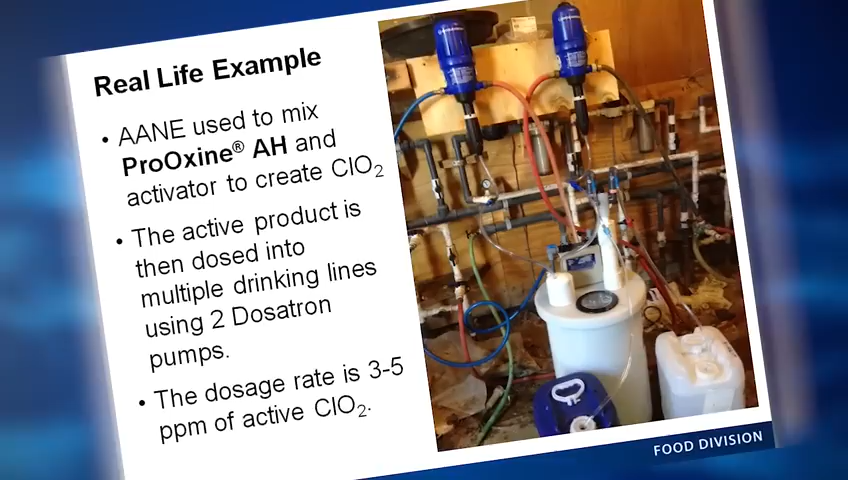 Real Life Example
• AANE used to mix
ProOxine® AH and
activator to create ClO₂
• The active product is
then dosed into
multiple drinking lines
using 2 Dosatron
pumps.
• The dosage rate is 3-5
ppm of active ClO₂.
FOOD DIVISION